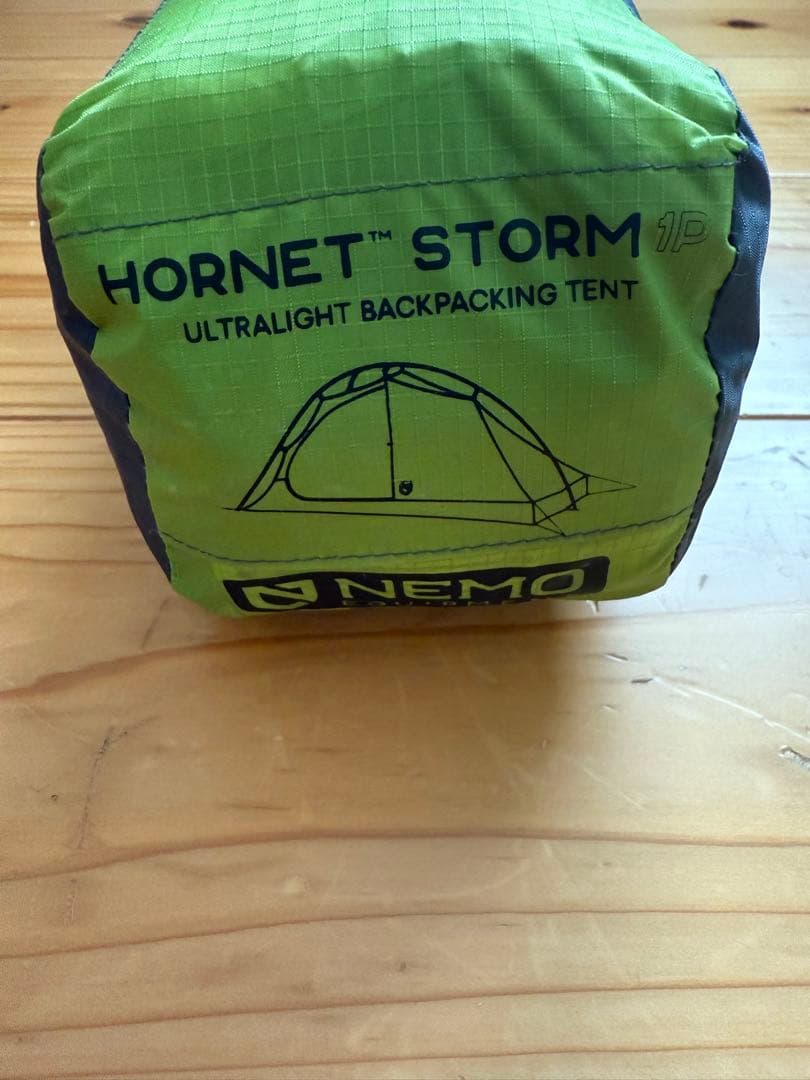 HORNET™ STORM 1P
ULTRALIGHT BACKPACKING TENT
NEMO